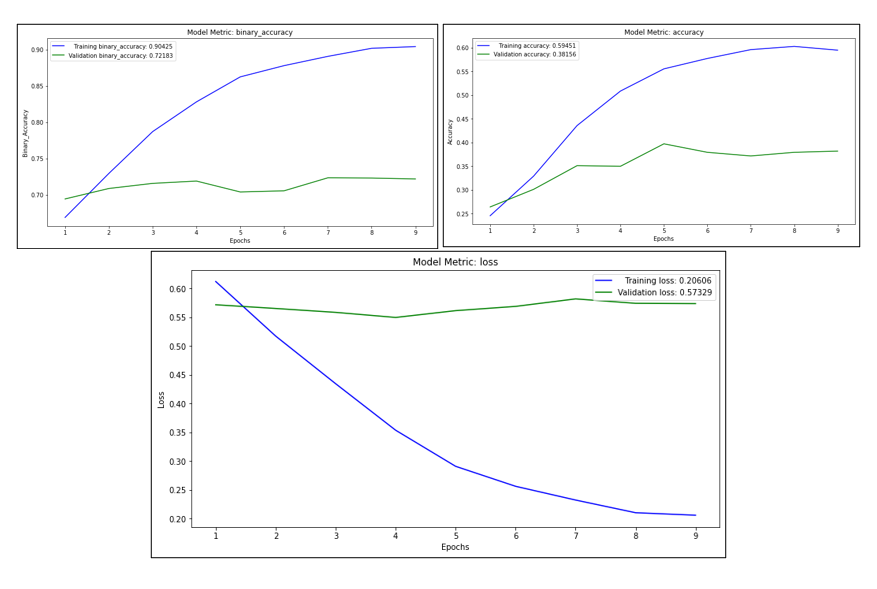 Model Metric: binary_accuracy
Training binary_accuracy: 0.90425
Validation binary_accuracy: 0.72183
0.90
0.85
0.80
0.75
0.70
Binary_Accuracy
1 2 3 4 5 6 7 8 9
Epochs
Model Metric: accuracy
Training accuracy: 0.59451
Validation accuracy: 0.38156
0.60
0.55
0.50
0.45
0.40
0.35
0.30
0.25
Accuracy
1 2 3 4 5 6 7 8 9
Epochs
Model Metric: loss
Training loss: 0.20606
Validation loss: 0.57329
0.60
0.55
0.50
0.45
0.40
0.35
0.30
0.25
0.20
Loss
1 2 3 4 5 6 7 8 9
Epochs